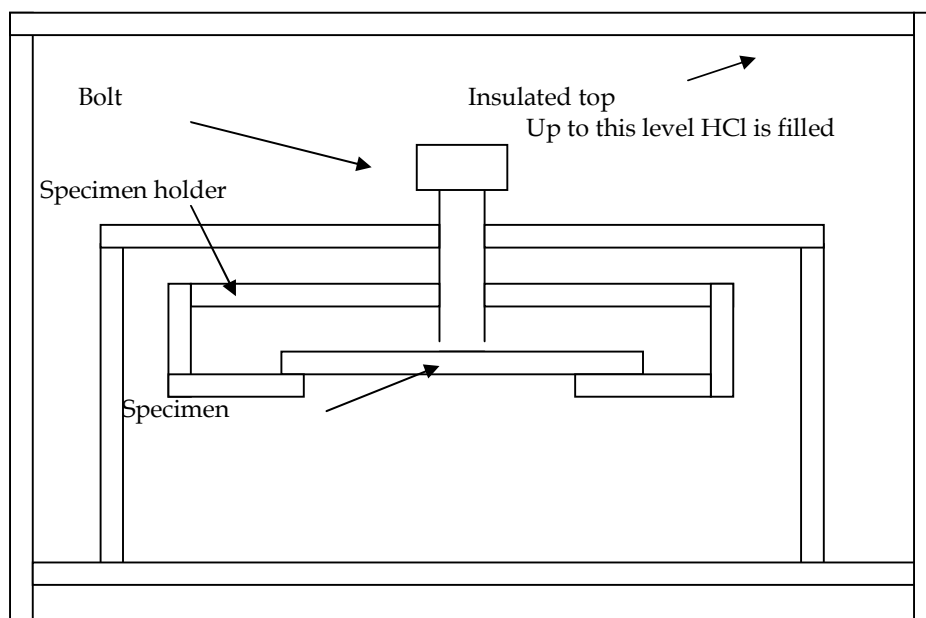 Bolt
Insulated top
Up to this level HCl is filled
Specimen holder
Specimen